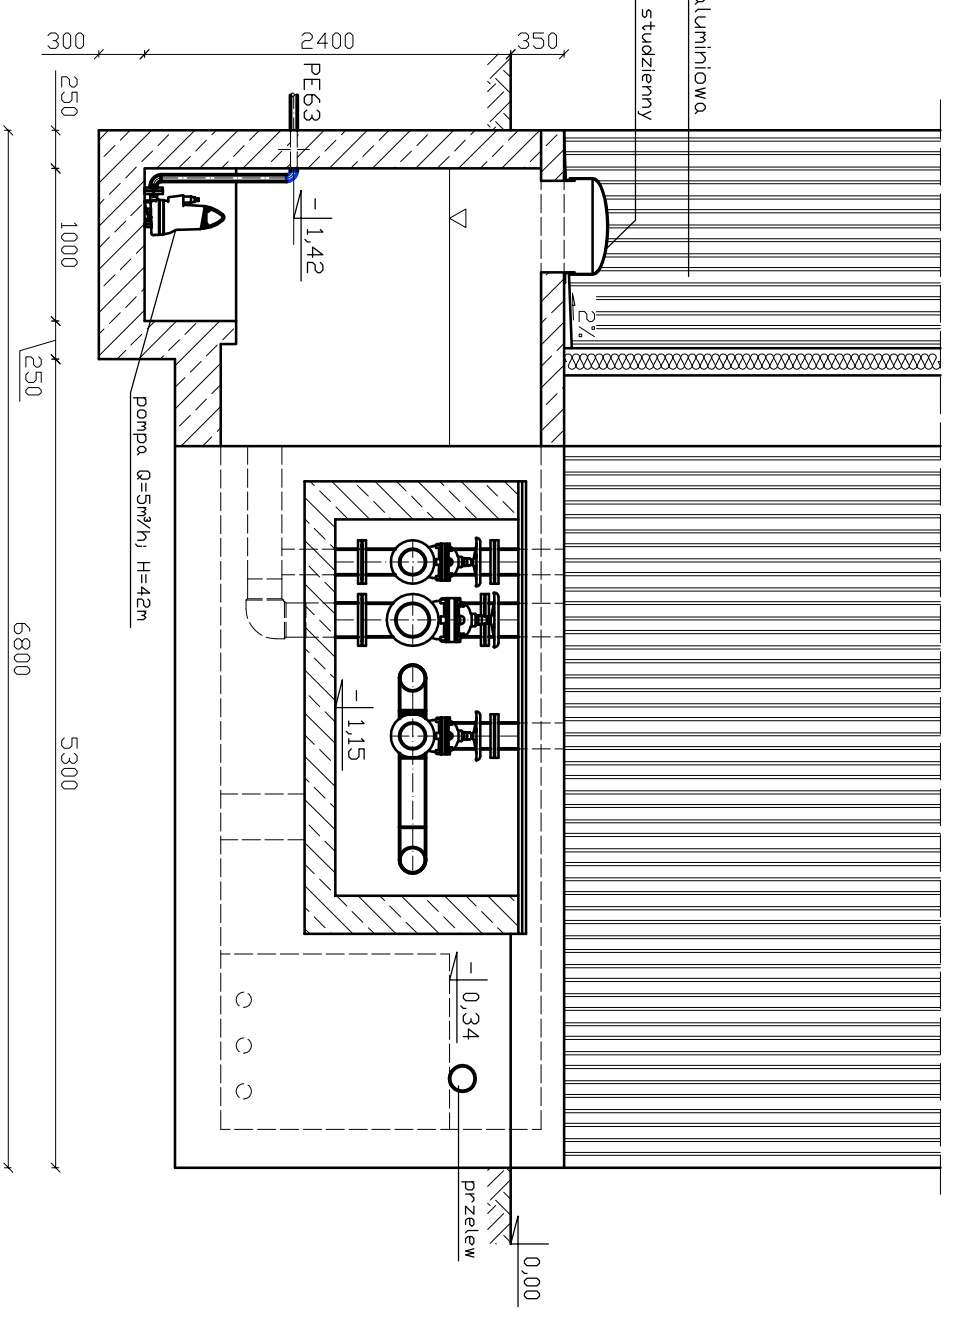 aluminiowa
studzienny
300
2400
350
PE63
250
1000
250
5300
6800
- 1,42
2%
pompa Q=5m³/h; H=42m
- 1,15
- 0,34
przelew
0,00